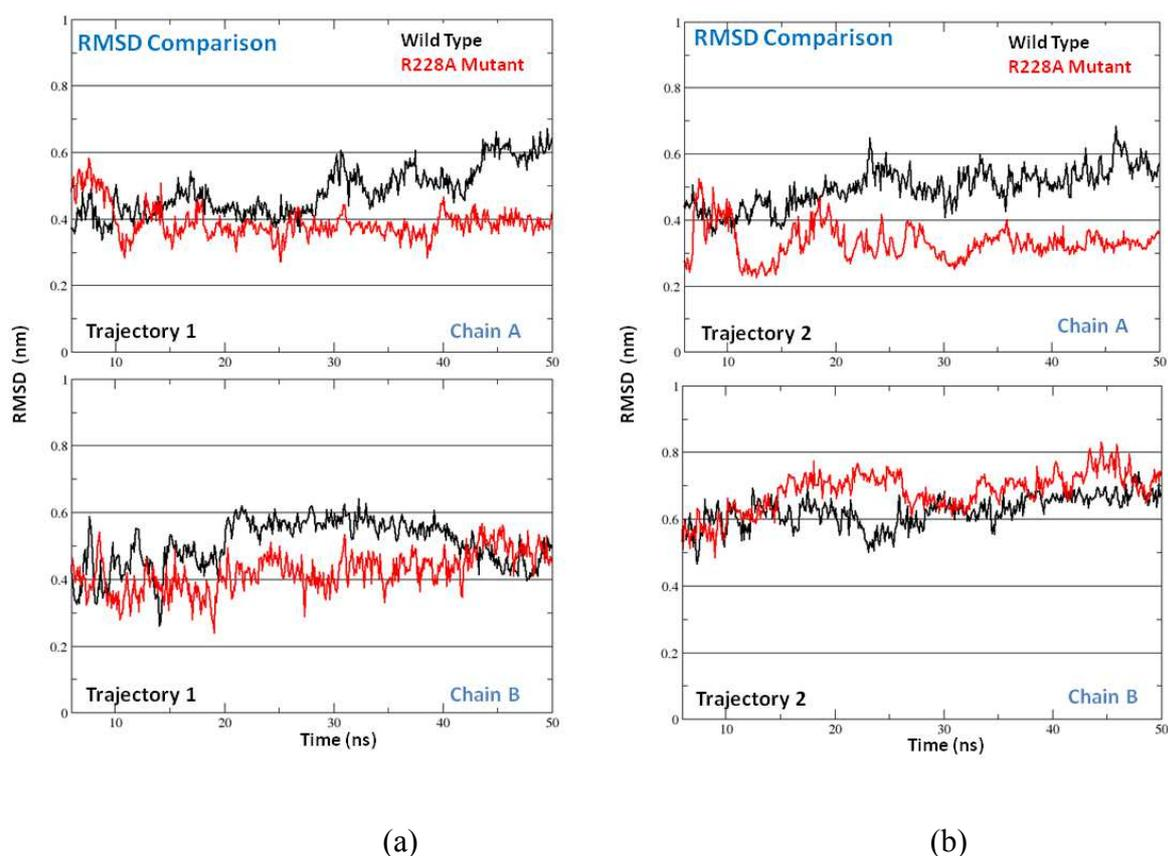 RMSD Comparison
Wild Type
R228A Mutant
1
0.8
0.6
0.4
0.2
0
Trajectory 1
Chain A
10
20
30
40
50
RMSD (nm)
1
0.8
0.6
0.4
0.2
0
Trajectory 1
Chain B
10
20
30
40
50
Time (ns)
(a)
RMSD Comparison
Wild Type
R228A Mutant
1
0.8
0.6
0.4
0.2
0
Trajectory 2
Chain A
10
20
30
40
50
RMSD (nm)
1
0.8
0.6
0.4
0.2
0
Trajectory 2
Chain B
10
20
30
40
50
Time (ns)
(b)